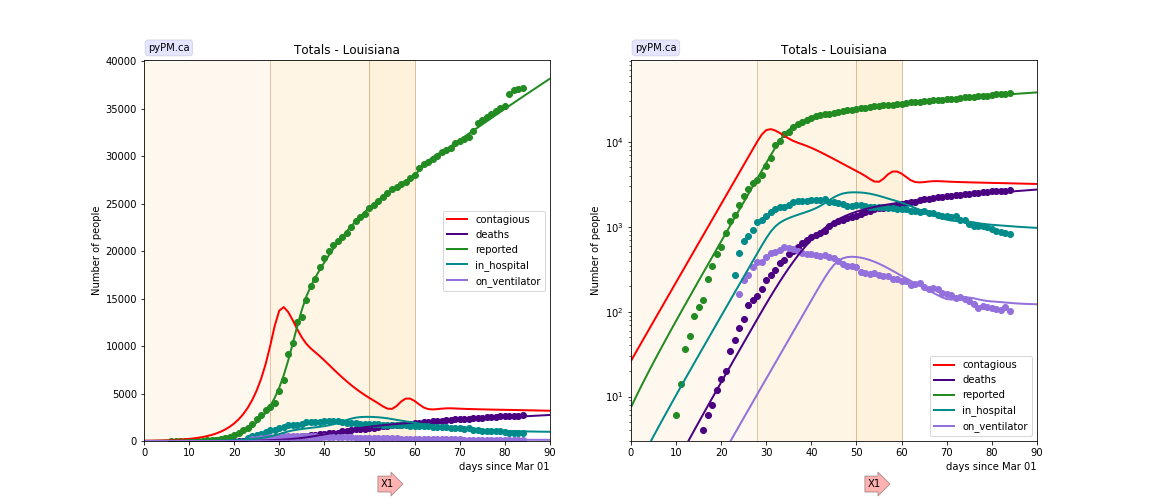 pyPM.ca
Totals - Louisiana
Number of people
40000
35000
30000
25000
20000
15000
10000
5000
0
contagious
deaths
reported
in_hospital
on_ventilator
0 10 20 30 40 50 60 70 80 90
days since Mar 01
X1
pyPM.ca
Totals - Louisiana
Number of people
10^4
10^3
10^2
10^1
contagious
deaths
reported
in_hospital
on_ventilator
0 10 20 30 40 50 60 70 80 90
days since Mar 01
X1